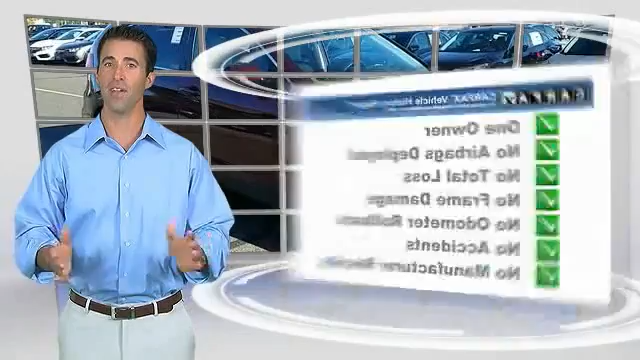 CARFAX Vehicle
One Owner
No Airbags Deployed
No Total Loss
No Frame Damage
No Odometer Rollback
No Accidents
No Manufacturer